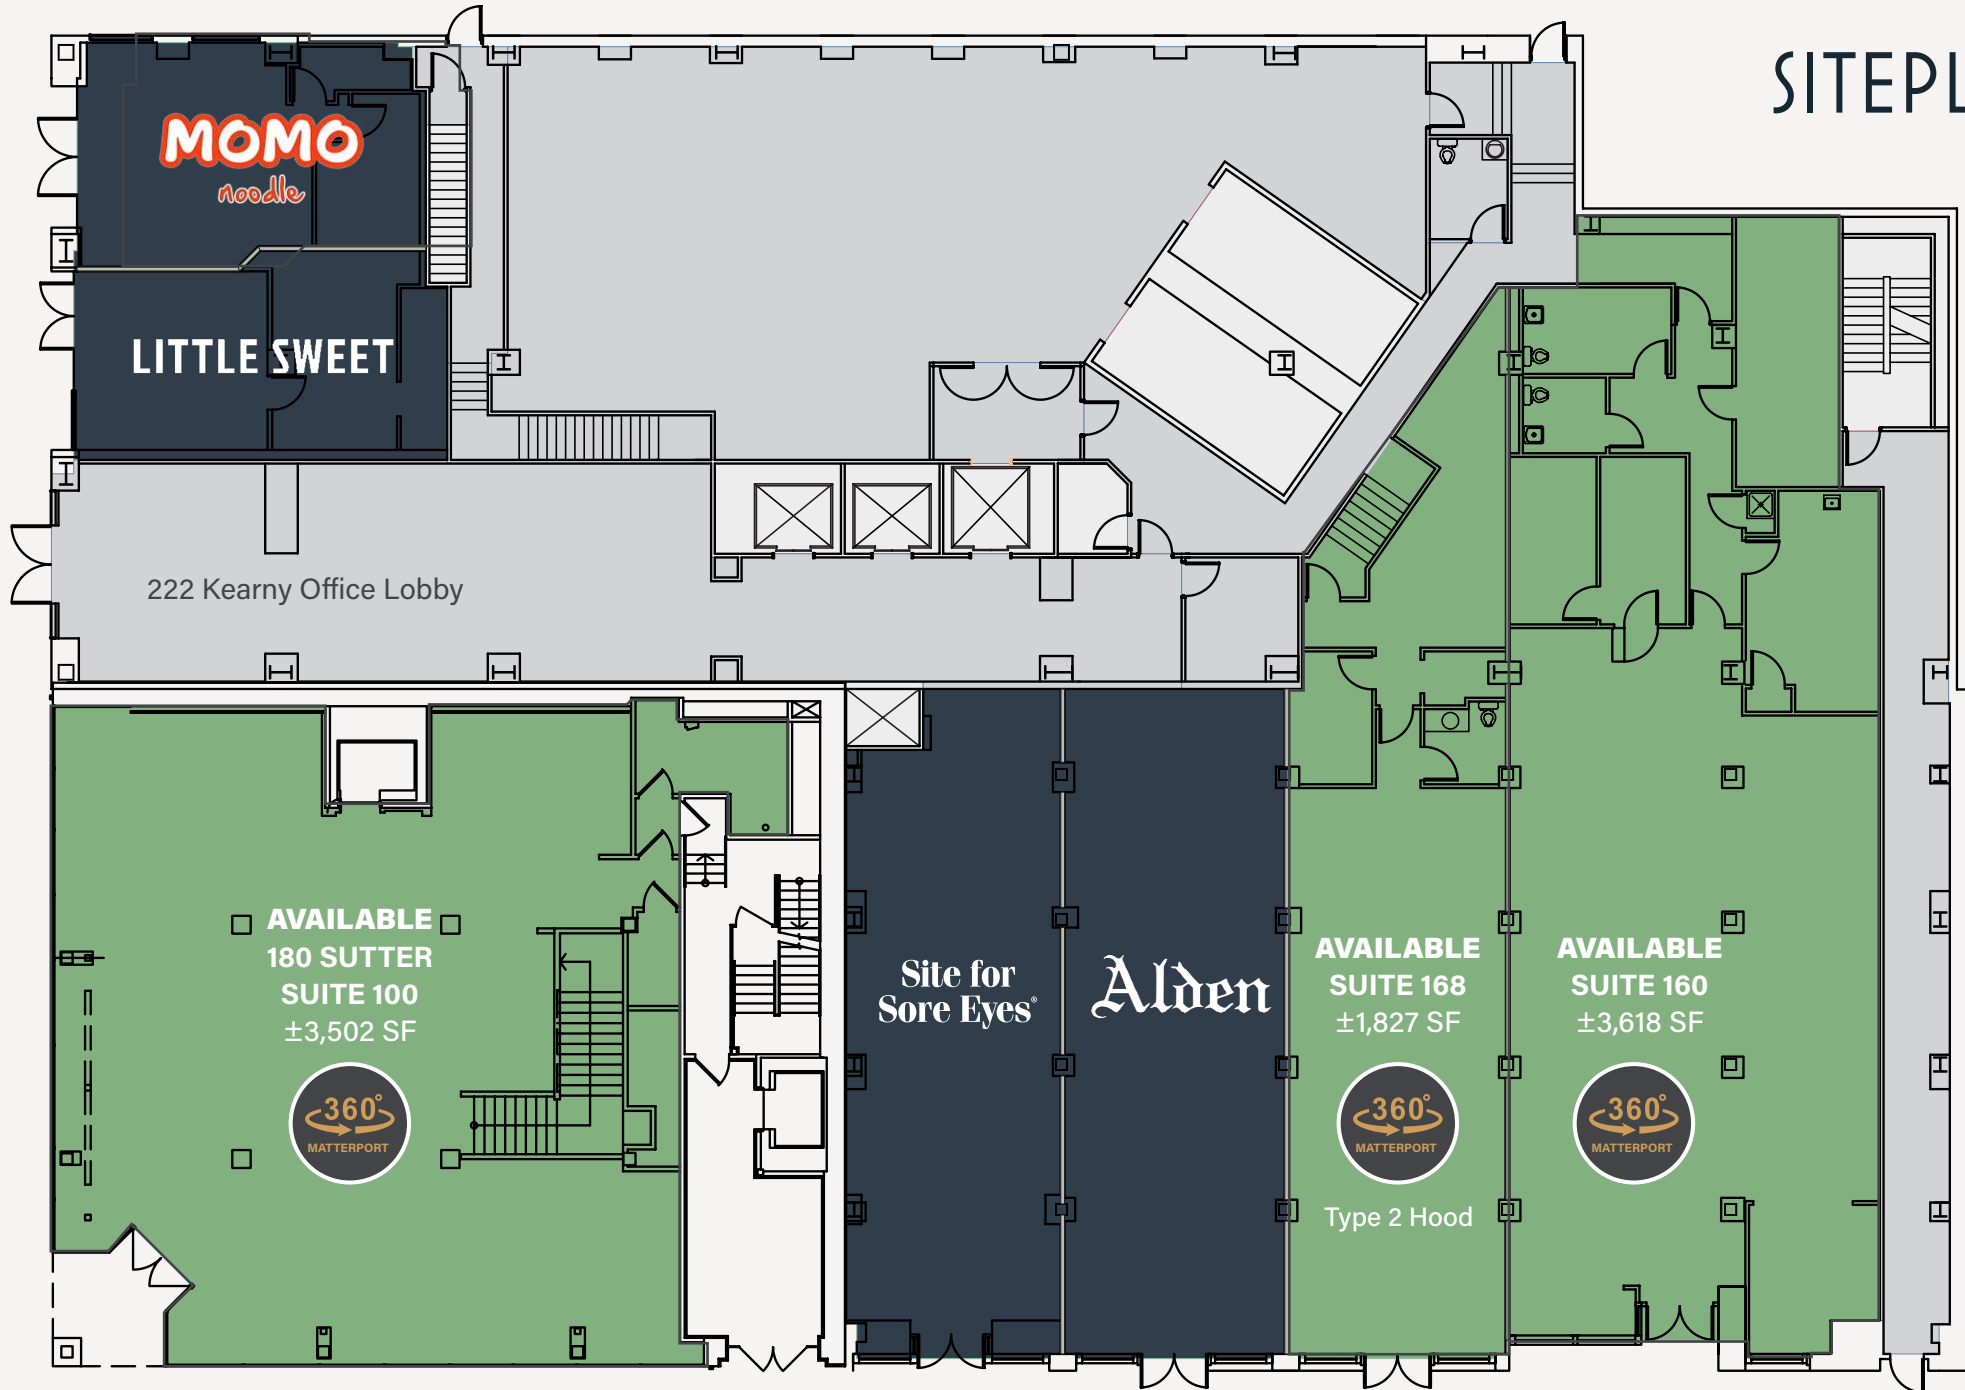 SITEPL
MOMO
noodle
LITTLE SWEET
222 Kearny Office Lobby
AVAILABLE
180 SUTTER
SUITE 100
±3,502 SF
360°
MATTERPORT
Site for
Sore Eyes®
Alden
AVAILABLE
SUITE 168
±1,827 SF
360°
MATTERPORT
Type 2 Hood
AVAILABLE
SUITE 160
±3,618 SF
360°
MATTERPORT